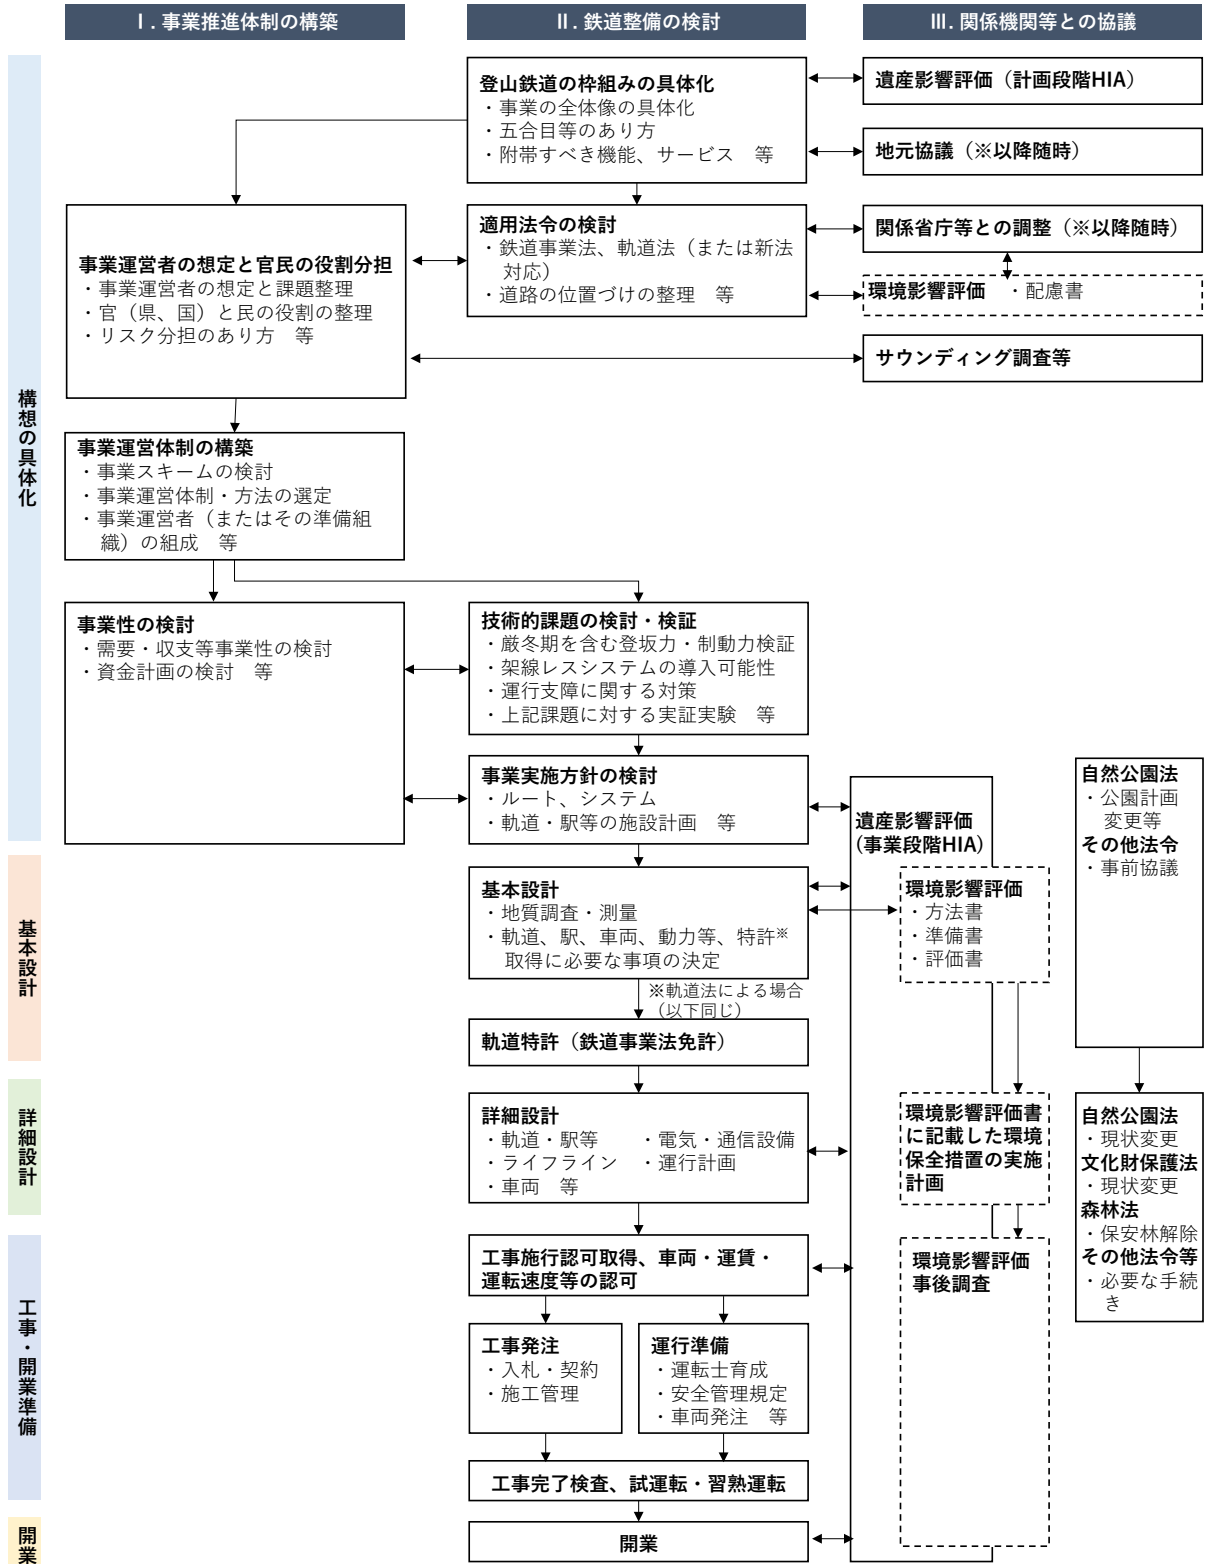 Ⅰ. 事業推進体制の構築
Ⅱ. 鉄道整備の検討
Ⅲ. 関係機関等との協議
構想の具体化
登山鉄道の枠組みの具体化
・事業の全体像の具体化
・五合目等のあり方
・附帯すべき機能、サービス　等
遺産影響評価（計画段階HIA）
地元協議（※以降随時）
事業運営者の想定と官民の役割分担
・事業運営者の想定と課題整理
・官（県、国）と民の役割の整理
・リスク分担のあり方　等
適用法令の検討
・鉄道事業法、軌道法（または新法
対応）
・道路の位置づけの整理　等
関係省庁等との調整（※以降随時）
環境影響評価　・配慮書
サウンディング調査等
事業運営体制の構築
・事業スキームの検討
・事業運営体制・方法の選定
・事業運営者（またはその準備組
織）の組成　等
事業性の検討
・需要・収支等事業性の検討
・資金計画の検討　等
技術的課題の検討・検証
・厳冬期を含む登坂力・制動力検証
・架線レスシステムの導入可能性
・運行支障に関する対策
・上記課題に対する実証実験　等
事業実施方針の検討
・ルート、システム
・軌道・駅等の施設計画　等
遺産影響評価
(事業段階HIA)
自然公園法
・公園計画
変更等
その他法令
・事前協議
基本設計
基本設計
・地質調査・測量
・軌道、駅、車両、動力等、特許※
取得に必要な事項の決定
※軌道法による場合
（以下同じ）
環境影響評価
・方法書
・準備書
・評価書
軌道特許（鉄道事業法免許）
詳細設計
詳細設計
・軌道・駅等　　・電気・通信設備
・ライフライン　・運行計画
・車両　等
環境影響評価書
に記載した環境
保全措置の実施
計画
自然公園法
・現状変更
文化財保護法
・現状変更
森林法
・保安林解除
その他法令等
・必要な手続
き
工事・開業準備
工事施行認可取得、車両・運賃・
運転速度等の認可
環境影響評価
事後調査
工事発注
・入札・契約
・施工管理
運行準備
・運転士育成
・安全管理規定
・車両発注　等
工事完了検査、試運転・習熟運転
開業
開業